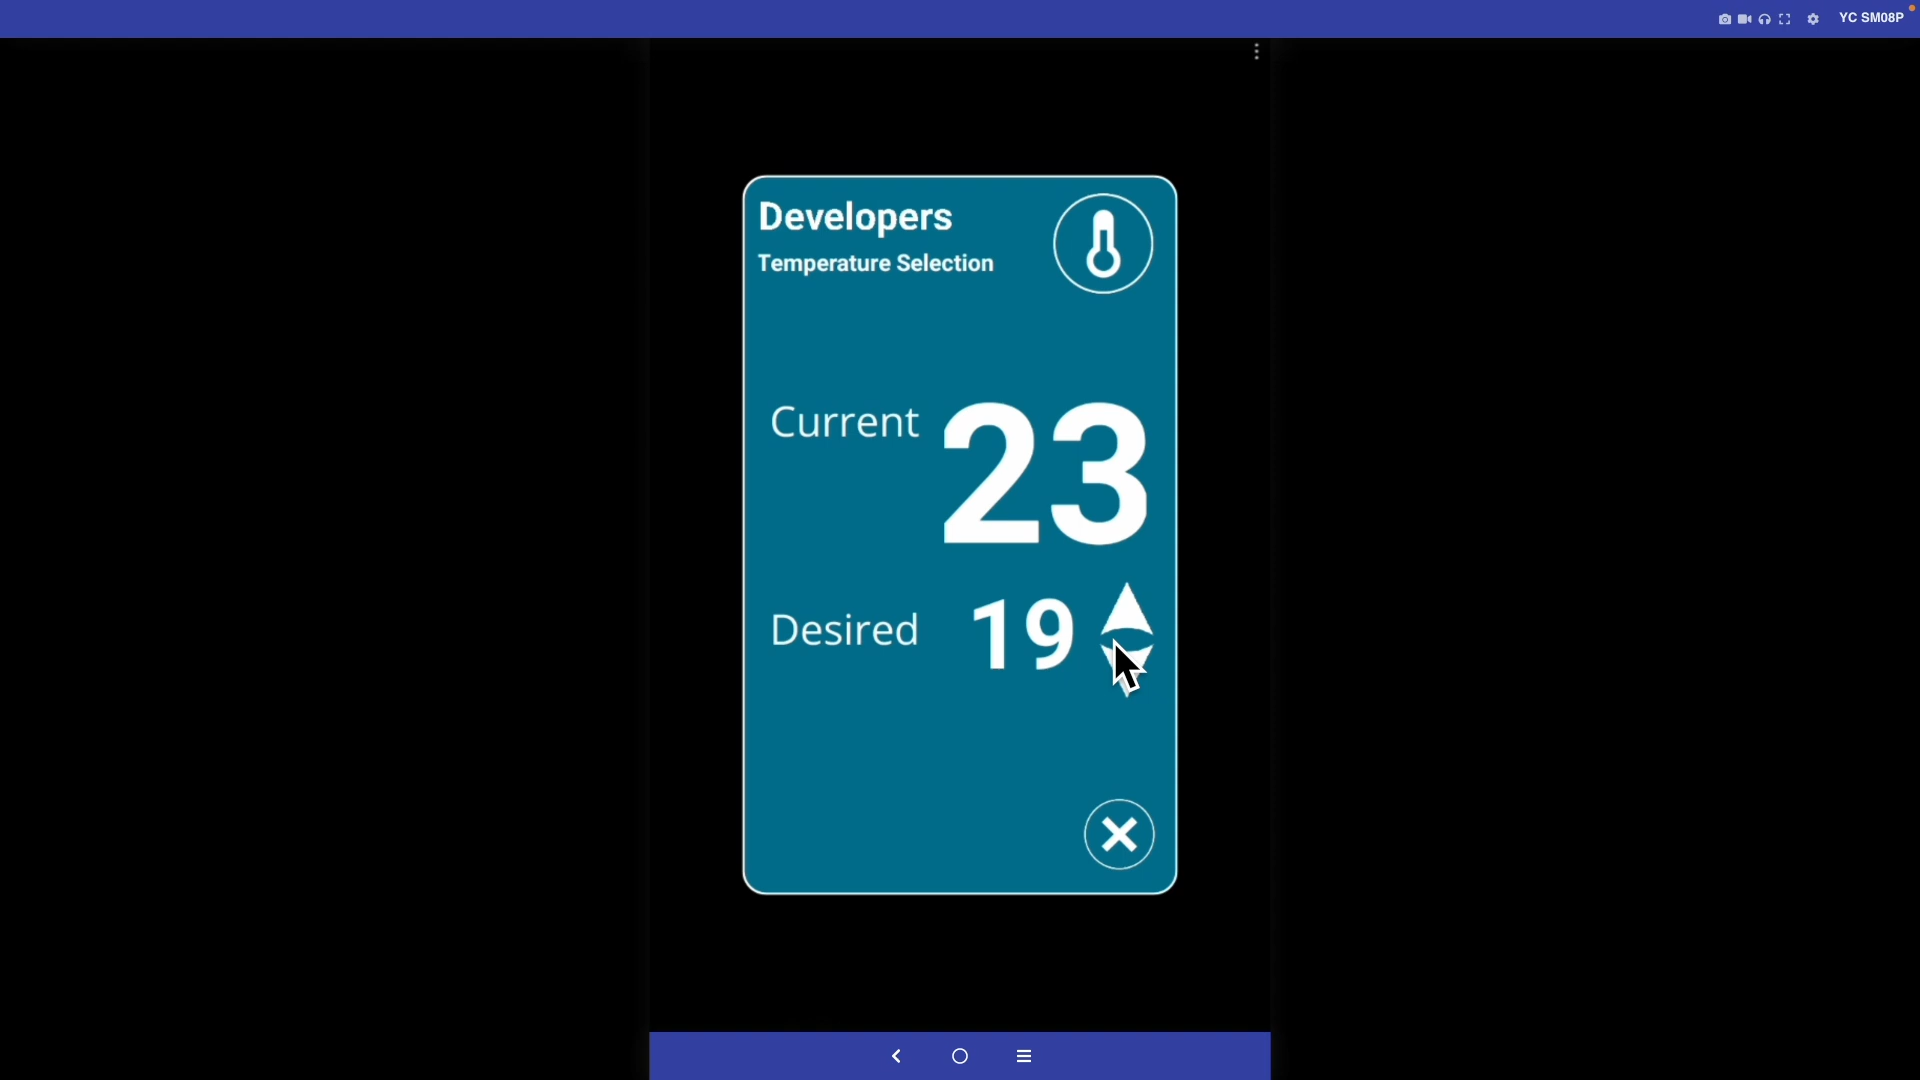 YC SM08P
Developers
Temperature Selection
Current 23
Desired 19